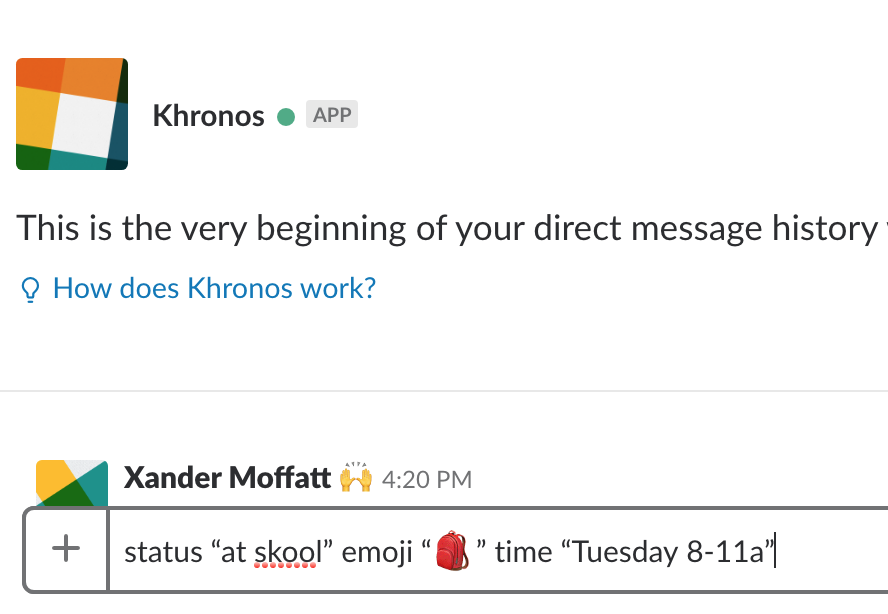 Khronos APP
This is the very beginning of your direct message history
How does Khronos work?
Xander Moffatt 🙌 4:20 PM
status “at skool” emoji “🎒 ” time “Tuesday 8-11a”